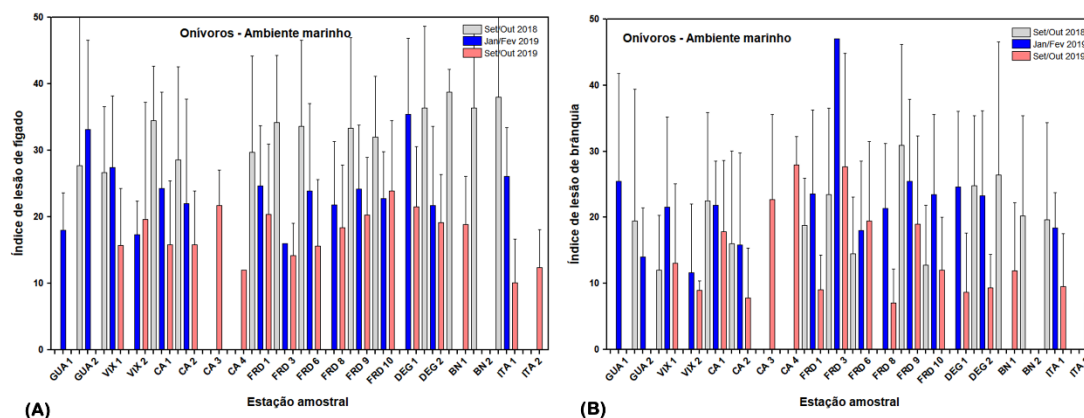 Onívoros - Ambiente marinho
Set/Out 2018
Jan/Fev 2019
Set/Out 2019
Índice de lesão de fígado
50
40
30
20
10
0
GUA 1
GUA 2
VIX 1
VIX 2
CA 1
CA 2
CA 3
CA 4
FRD 1
FRD 3
FRD 6
FRD 8
FRD 9
FRD 10
DEG 1
DEG 2
BN 1
BN 2
ITA 1
ITA 2
Estação amostral
(A)
Onívoros - Ambiente marinho
Set/Out 2018
Jan/Fev 2019
Set/Out 2019
Índice de lesão de brânquia
50
40
30
20
10
0
GUA 1
GUA 2
VIX 1
VIX 2
CA 1
CA 2
CA 3
CA 4
FRD 1
FRD 3
FRD 6
FRD 8
FRD 9
FRD 10
DEG 1
DEG 2
BN 1
BN 2
ITA 1
Estação amostral
(B)